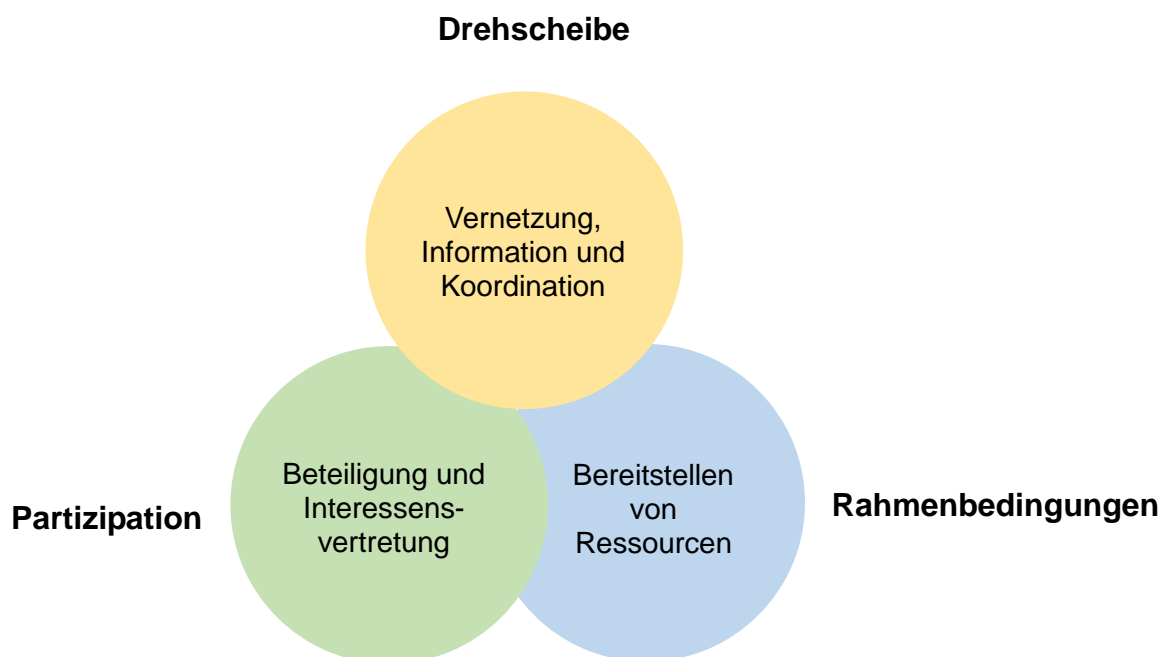 Drehscheibe
Vernetzung,
Information und
Koordination
Partizipation
Beteiligung und
Interessens-
vertretung
Bereitstellen
von
Ressourcen
Rahmenbedingungen